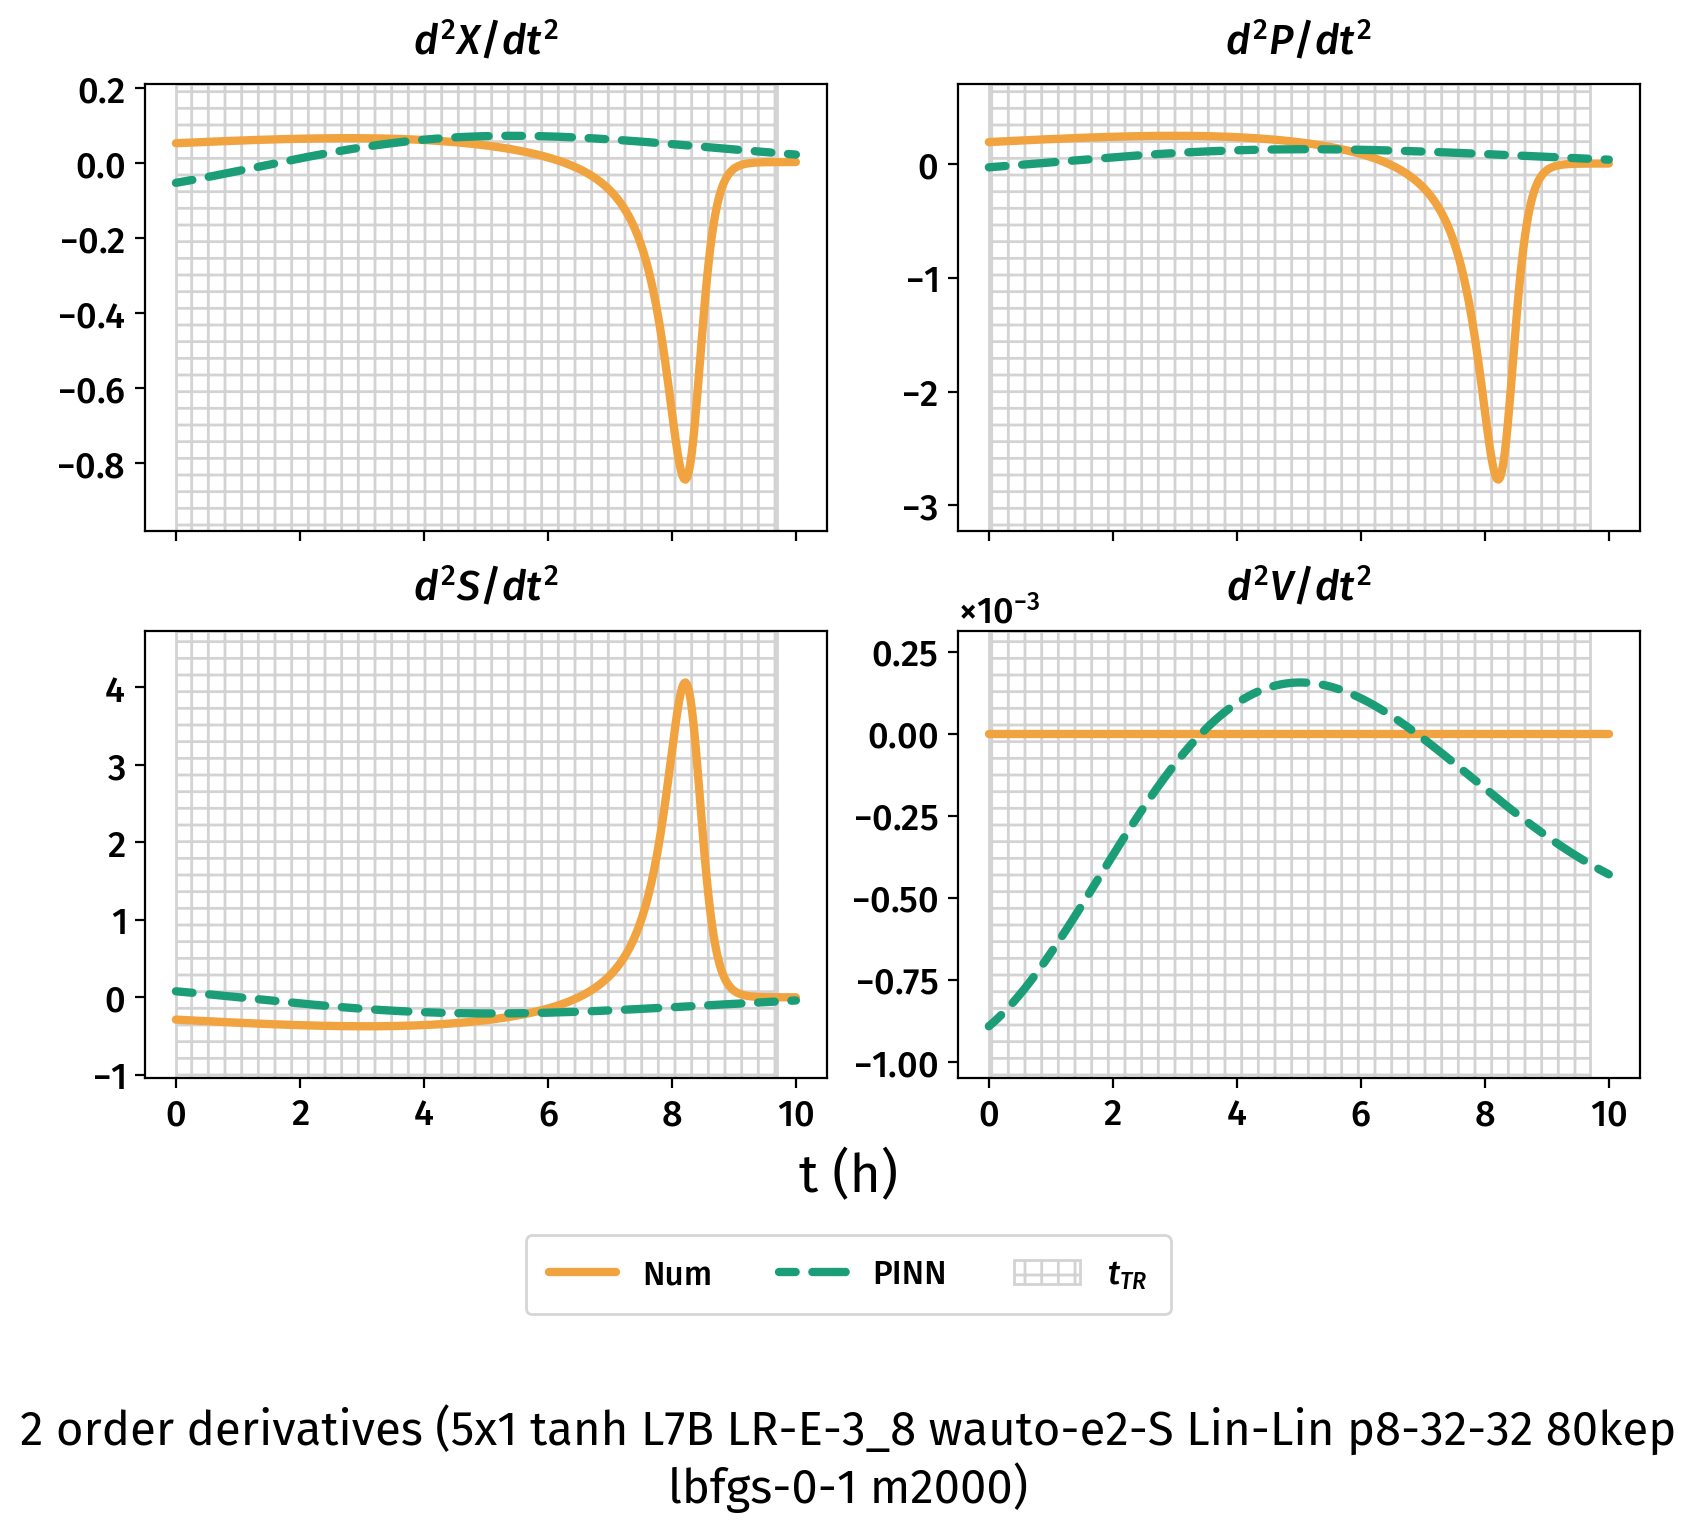 d²X/dt²
d²P/dt²
0.2
0.0
−0.2
−0.4
−0.6
−0.8
0
−1
−2
−3
d²S/dt²
d²V/dt²
×10⁻³
4
3
2
1
0
−1
0.25
0.00
−0.25
−0.50
−0.75
−1.00
0 2 4 6 8 10
0 2 4 6 8 10
t (h)
Num PINN t_TR
2 order derivatives (5x1 tanh L7B LR-E-3_8 wauto-e2-S Lin-Lin p8-32-32 80kep
lbfgs-0-1 m2000)